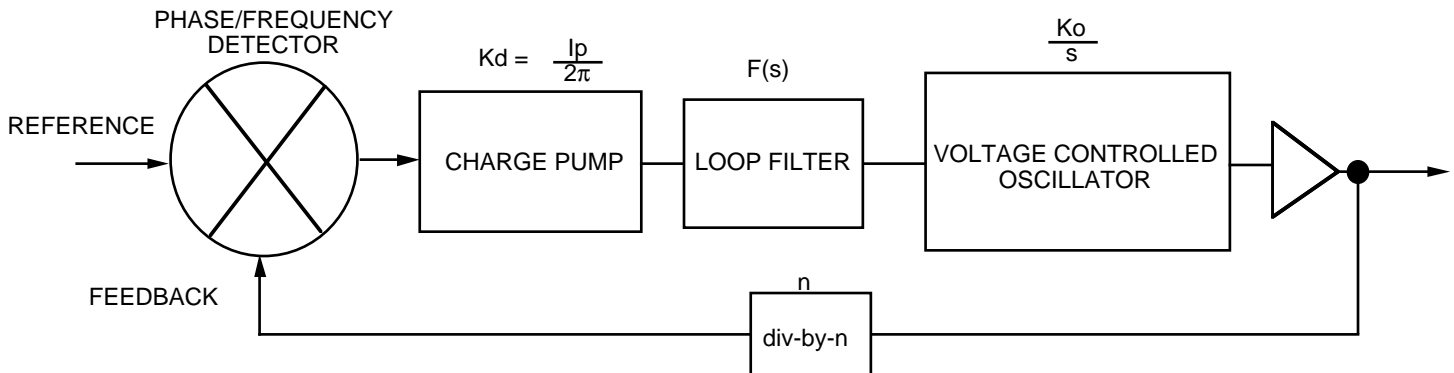 PHASE/FREQUENCY
DETECTOR
Kd = Ip
2π
F(s)
Ko
s
REFERENCE
CHARGE PUMP
LOOP FILTER
VOLTAGE CONTROLLED
OSCILLATOR
FEEDBACK
n
div-by-n